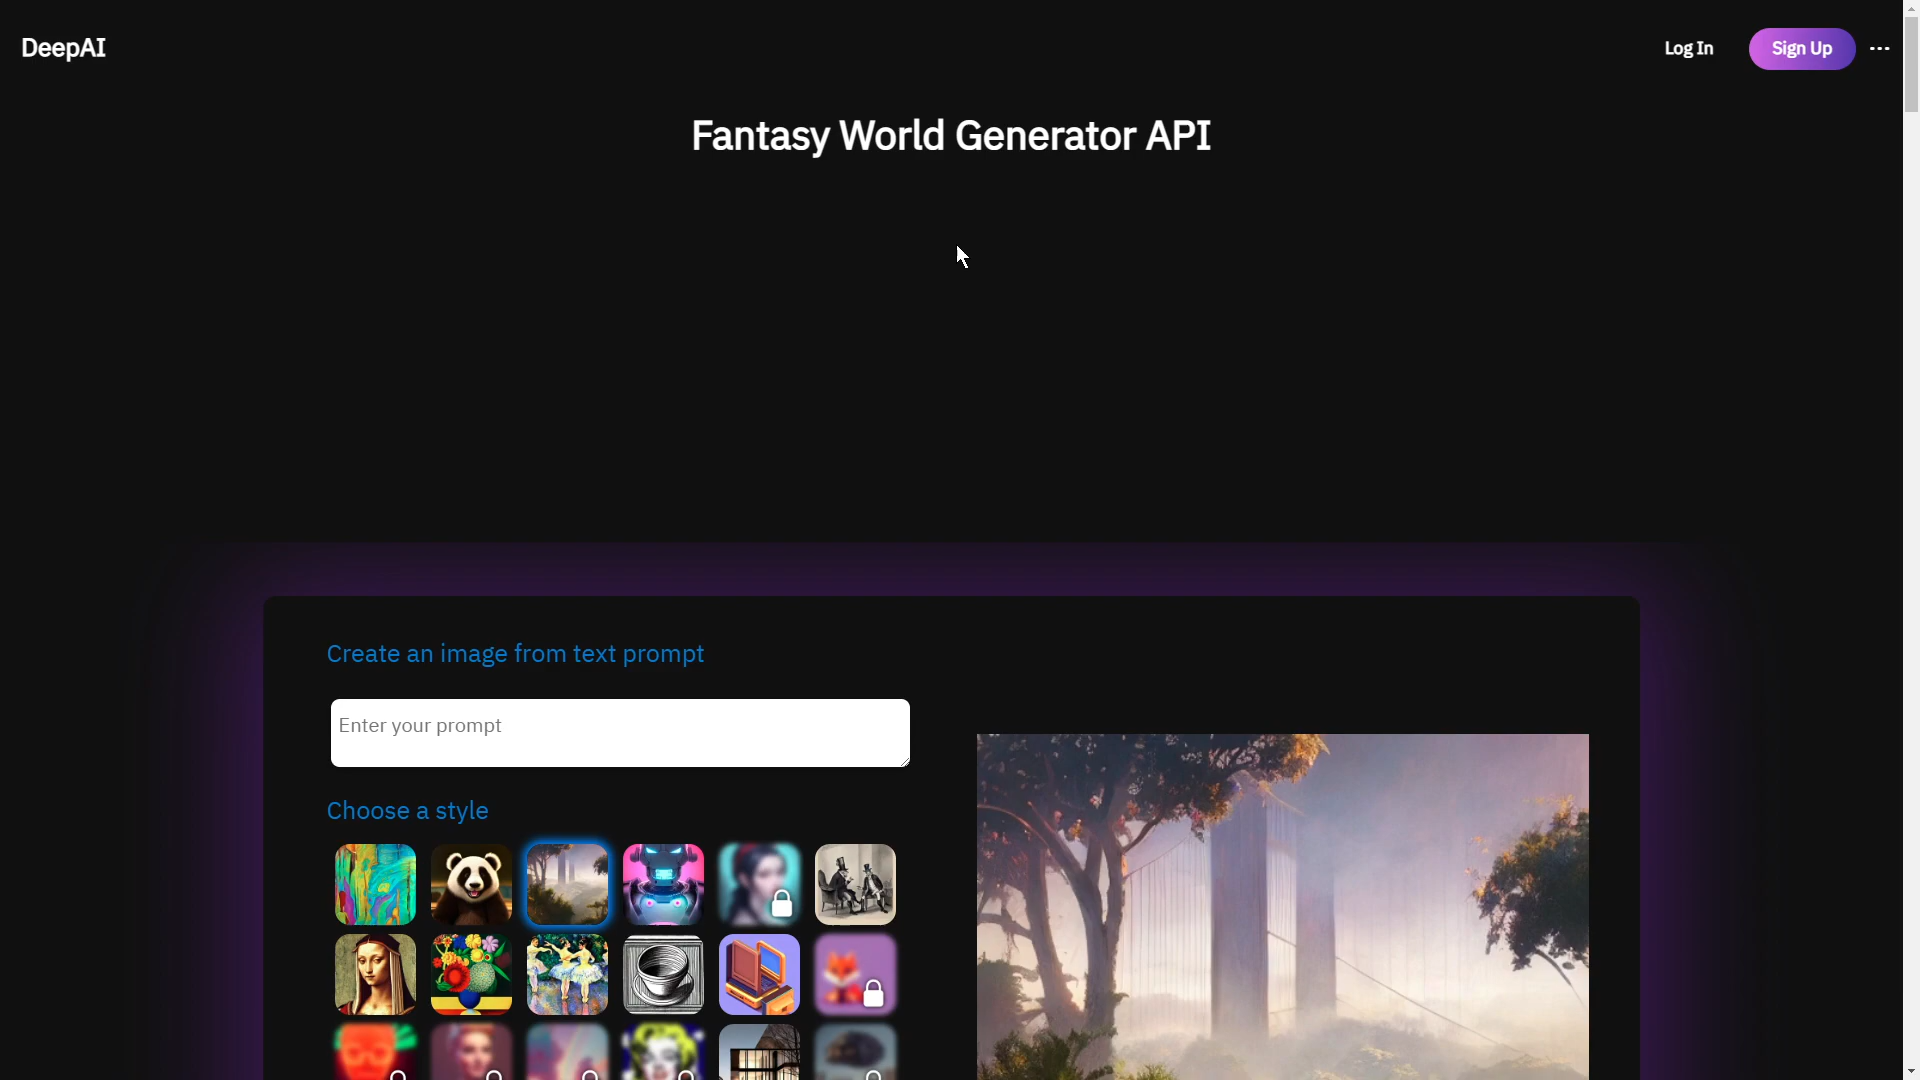 DeepAI
Log In
Sign Up
Fantasy World Generator API
Create an image from text prompt
Enter your prompt
Choose a style